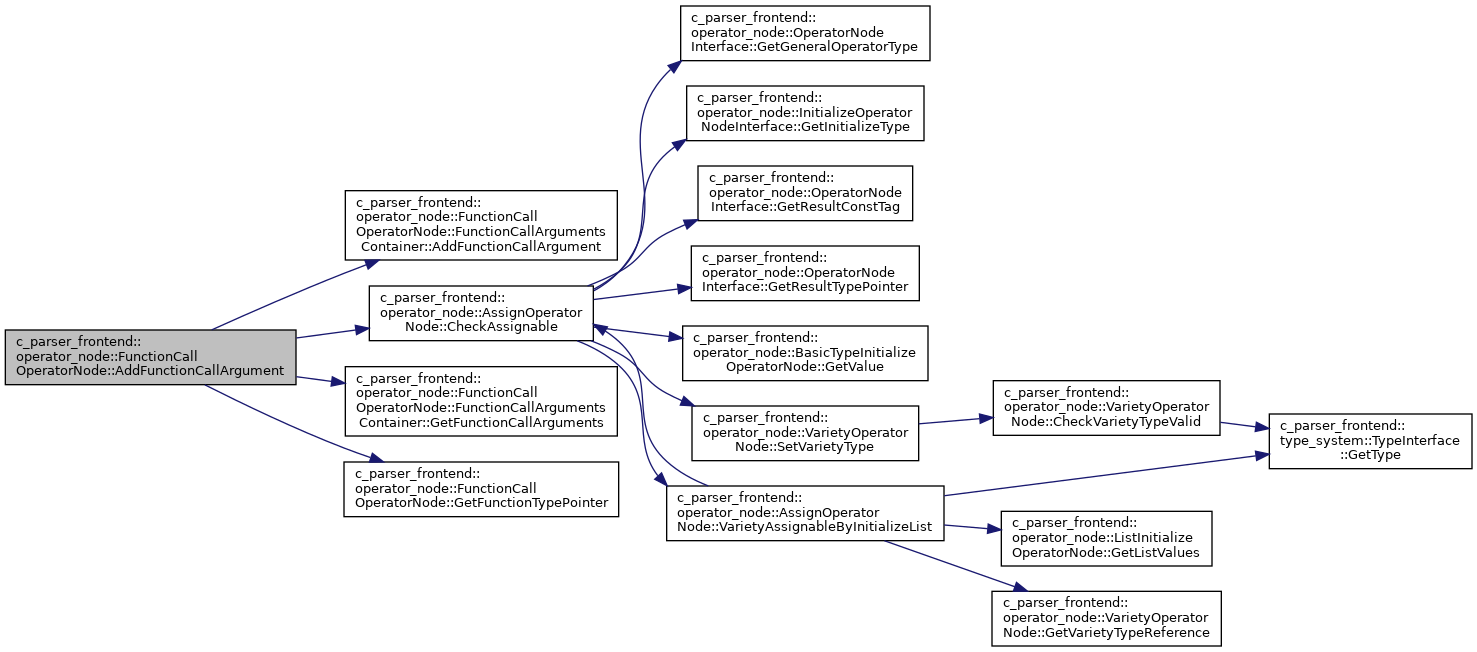 c_parser_frontend::
operator_node::FunctionCall
OperatorNode::AddFunctionCallArgument
c_parser_frontend::
operator_node::FunctionCall
OperatorNode::FunctionCallArguments
Container::AddFunctionCallArgument
c_parser_frontend::
operator_node::AssignOperator
Node::CheckAssignable
c_parser_frontend::
operator_node::FunctionCall
OperatorNode::FunctionCallArguments
Container::GetFunctionCallArguments
c_parser_frontend::
operator_node::FunctionCall
OperatorNode::GetFunctionTypePointer
c_parser_frontend::
operator_node::OperatorNode
Interface::GetGeneralOperatorType
c_parser_frontend::
operator_node::InitializeOperator
NodeInterface::GetInitializeType
c_parser_frontend::
operator_node::OperatorNode
Interface::GetResultConstTag
c_parser_frontend::
operator_node::OperatorNode
Interface::GetResultTypePointer
c_parser_frontend::
operator_node::BasicTypeInitialize
OperatorNode::GetValue
c_parser_frontend::
operator_node::VarietyOperator
Node::SetVarietyType
c_parser_frontend::
operator_node::AssignOperator
Node::VarietyAssignableByInitializeList
c_parser_frontend::
operator_node::VarietyOperator
Node::CheckVarietyTypeValid
c_parser_frontend::
type_system::TypeInterface
::GetType
c_parser_frontend::
operator_node::ListInitialize
OperatorNode::GetListValues
c_parser_frontend::
operator_node::VarietyOperator
Node::GetVarietyTypeReference